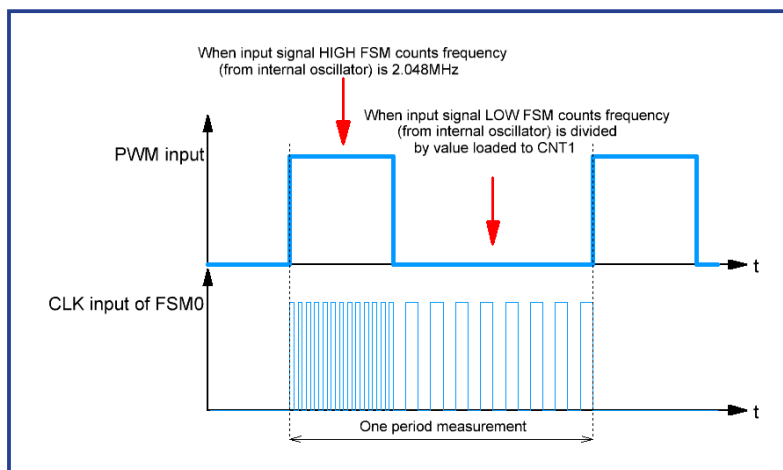 When input signal HIGH FSM counts frequency
(from internal oscillator) is 2.048MHz
When input signal LOW FSM counts frequency
(from internal oscillator) is divided
by value loaded to CNT1
PWM input
t
CLK input of FSM0
t
One period measurement